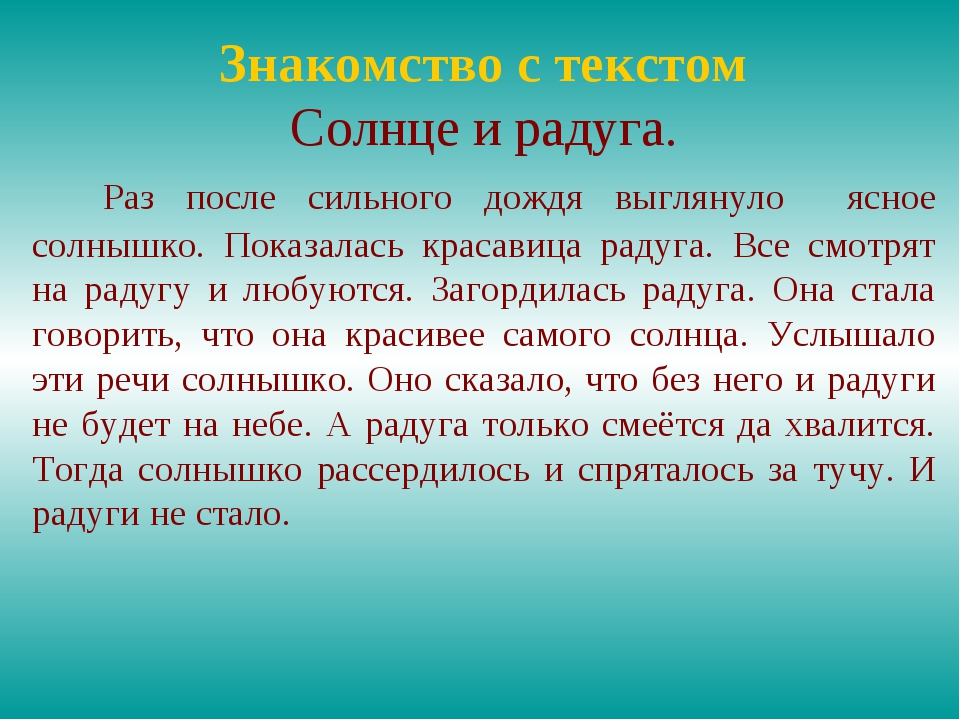 Знакомство с текстом
Солнце и радуга.
Раз после сильного дождя выглянуло ясное
солнышко. Показалась красавица радуга. Все смотрят
на радугу и любуются. Загордилась радуга. Она стала
говорить, что она красивее самого солнца. Услышало
эти речи солнышко. Оно сказало, что без него и радуги
не будет на небе. А радуга только смеётся да хвалится.
Тогда солнышко рассердилось и спряталось за тучу. И
радуги не стало.